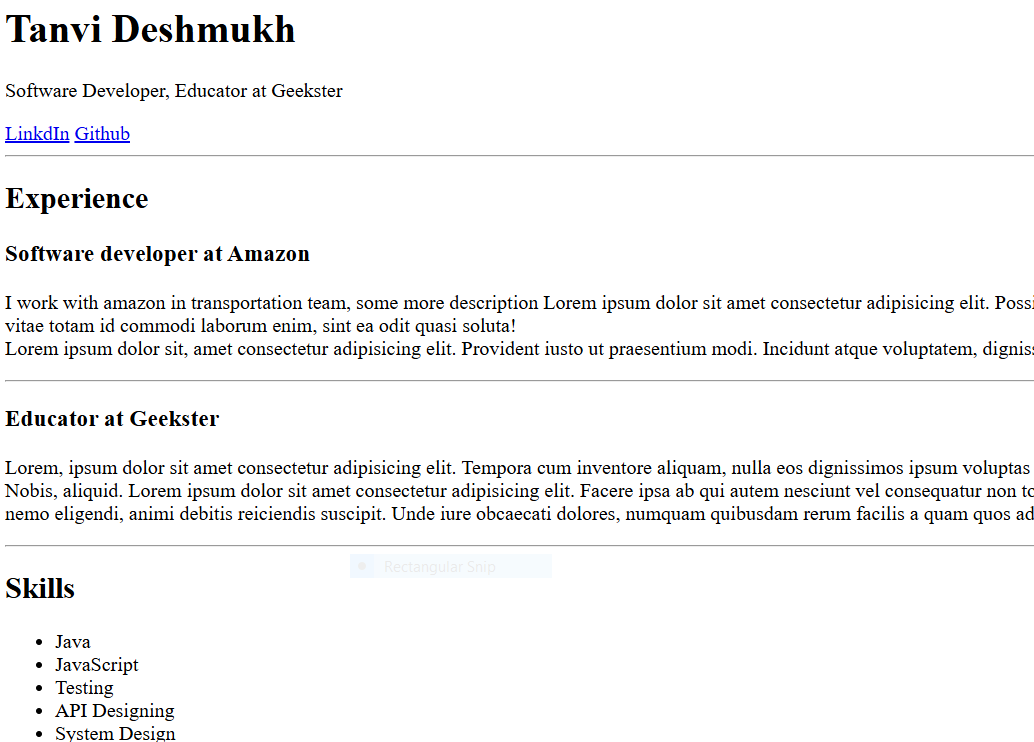 Tanvi Deshmukh
Software Developer, Educator at Geekster
LinkdIn Github
Experience
Software developer at Amazon
I work with amazon in transportation team, some more description Lorem ipsum dolor sit amet consectetur adipisicing elit.
vitae totam id commodi laborum enim, sint ea odit quasi soluta!
Lorem ipsum dolor sit, amet consectetur adipisicing elit. Provident iusto ut praesentium modi. Incidunt atque voluptatem,
Educator at Geekster
Lorem, ipsum dolor sit amet consectetur adipisicing elit. Tempora cum inventore aliquam, nulla eos dignissimos ipsum voluptas
Nobis, aliquid. Lorem ipsum dolor sit amet consectetur adipisicing elit. Facere ipsa ab qui autem nesciunt vel consequatur non
nemo eligendi, animi debitis reiciendis suscipit. Unde iure obcaecati dolores, numquam quibusdam rerum facilis a quam quos
Rectangular Snip
Skills
• Java
• JavaScript
• Testing
• API Designing
• System Design